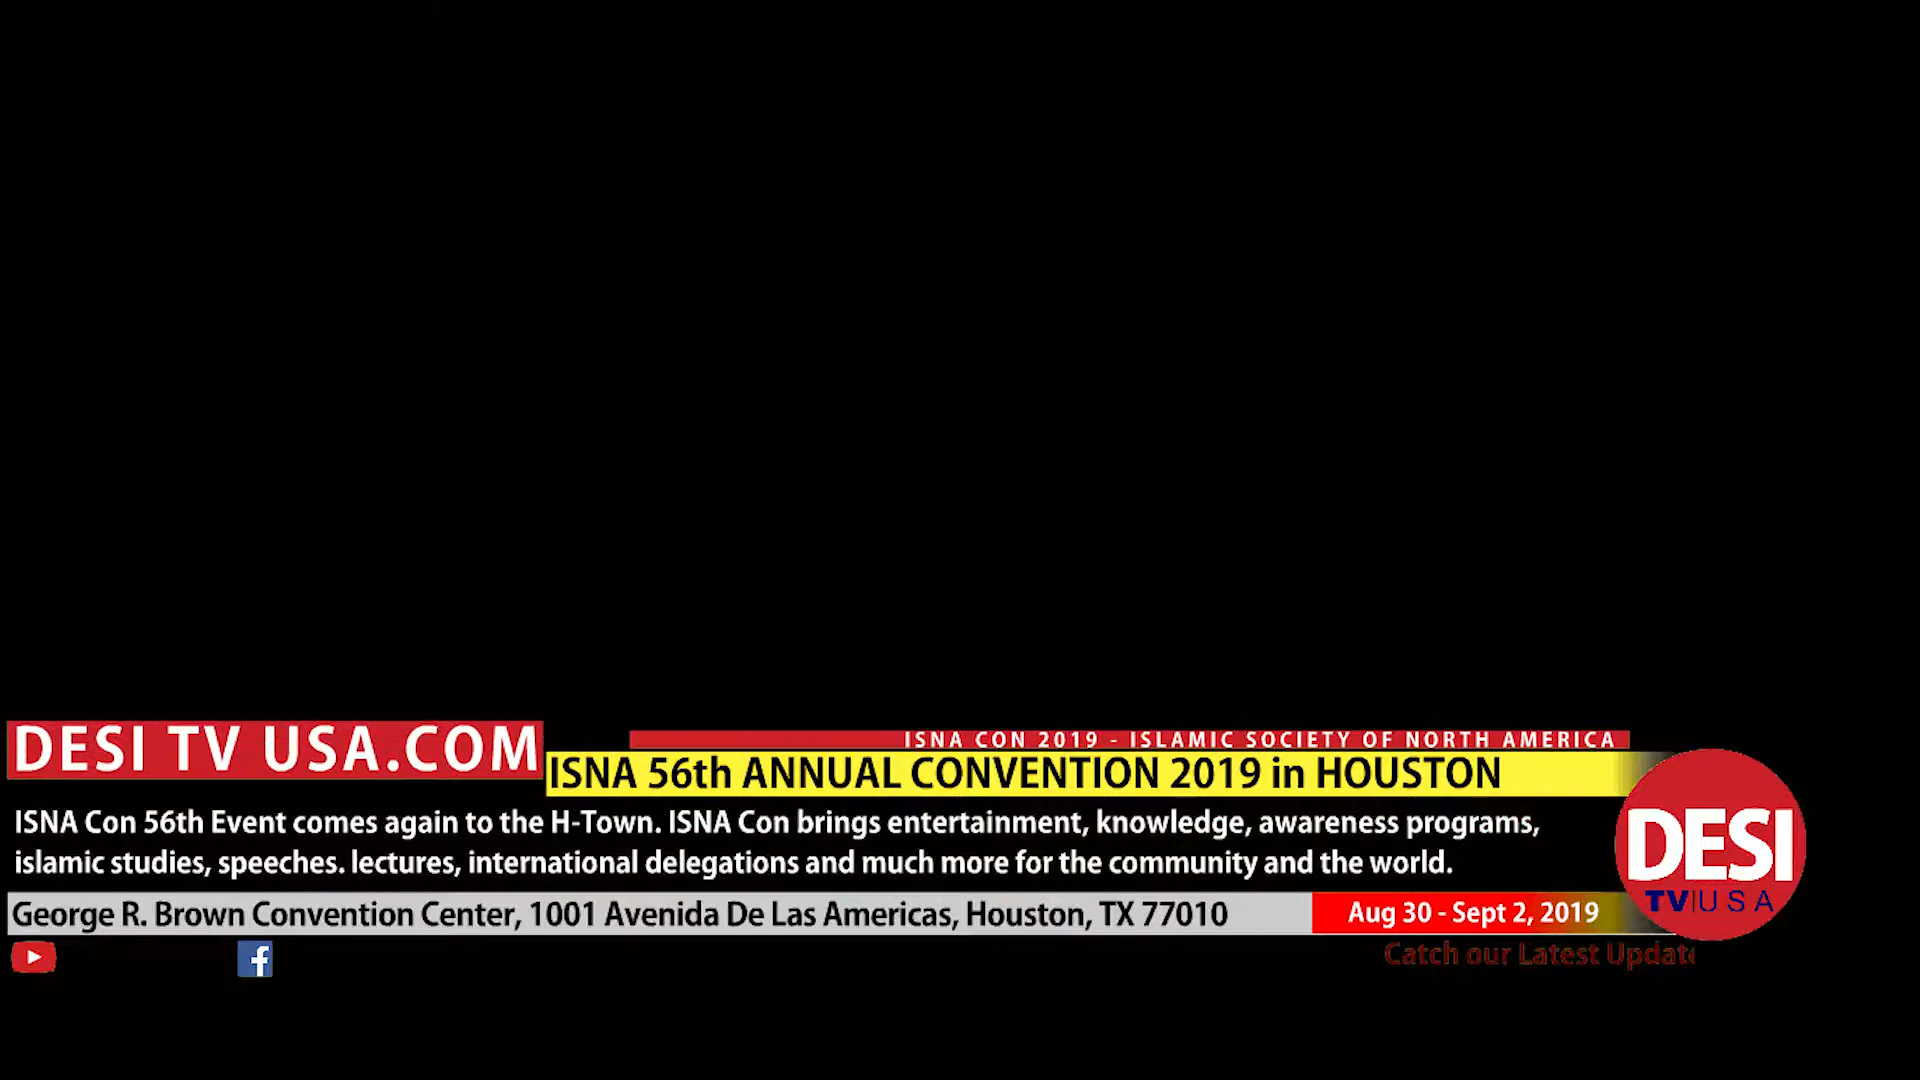 DESI TV USA.COM
ISNA CON 2019 - ISLAMIC SOCIETY OF NORTH AMERICA
ISNA 56th ANNUAL CONVENTION 2019 in HOUSTON
ISNA Con 56th Event comes again to the H-Town. ISNA Con brings entertainment, knowledge, awareness programs,
islamic studies, speeches. lectures, international delegations and much more for the community and the world.
George R. Brown Convention Center, 1001 Avenida De Las Americas, Houston, TX 77010
Aug 30 - Sept 2, 2019
DESI
TV|USA
Catch our Latest